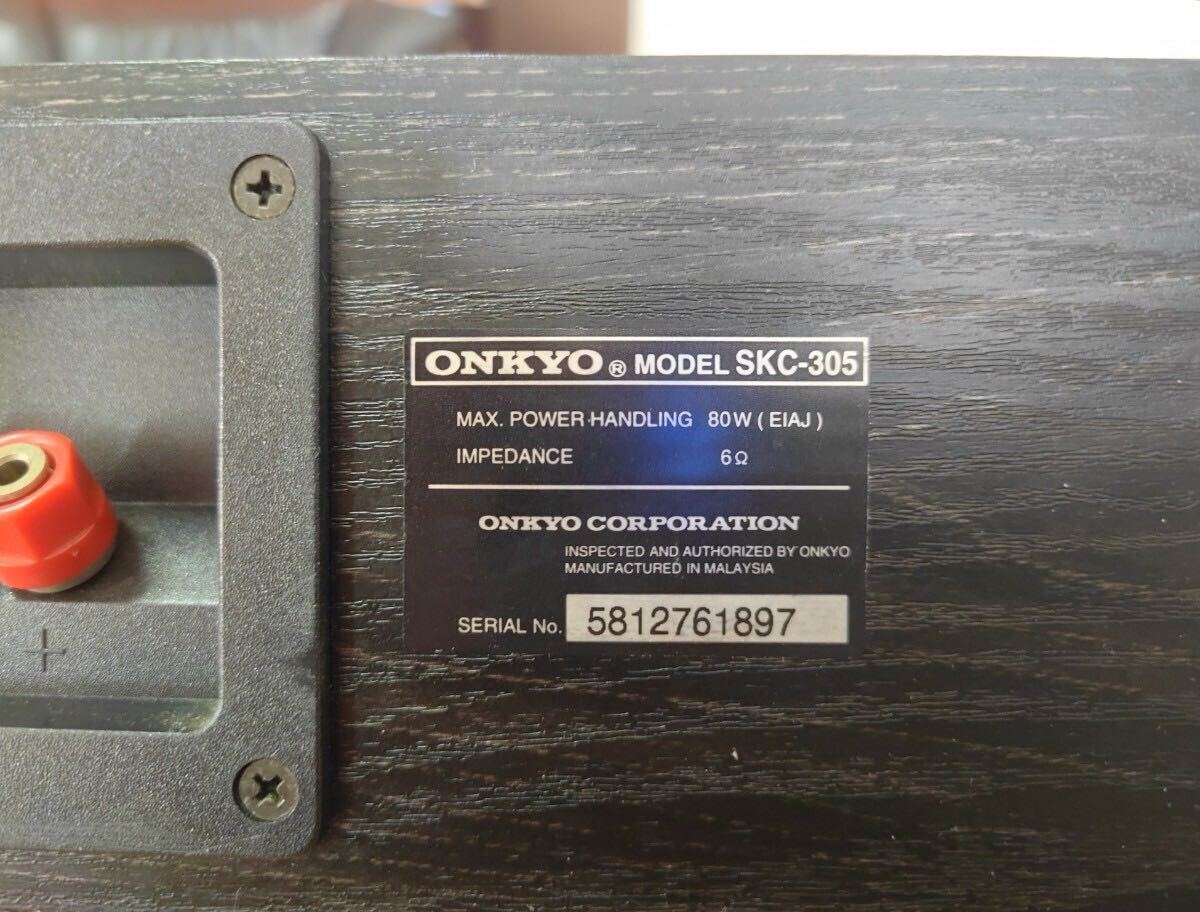 ONKYO® MODEL SKC-305
MAX. POWER HANDLING 80W ( EIAJ )
IMPEDANCE 6Ω
ONKYO CORPORATION
INSPECTED AND AUTHORIZED BY ONKYO
MANUFACTURED IN MALAYSIA
SERIAL No. 5812761897
+